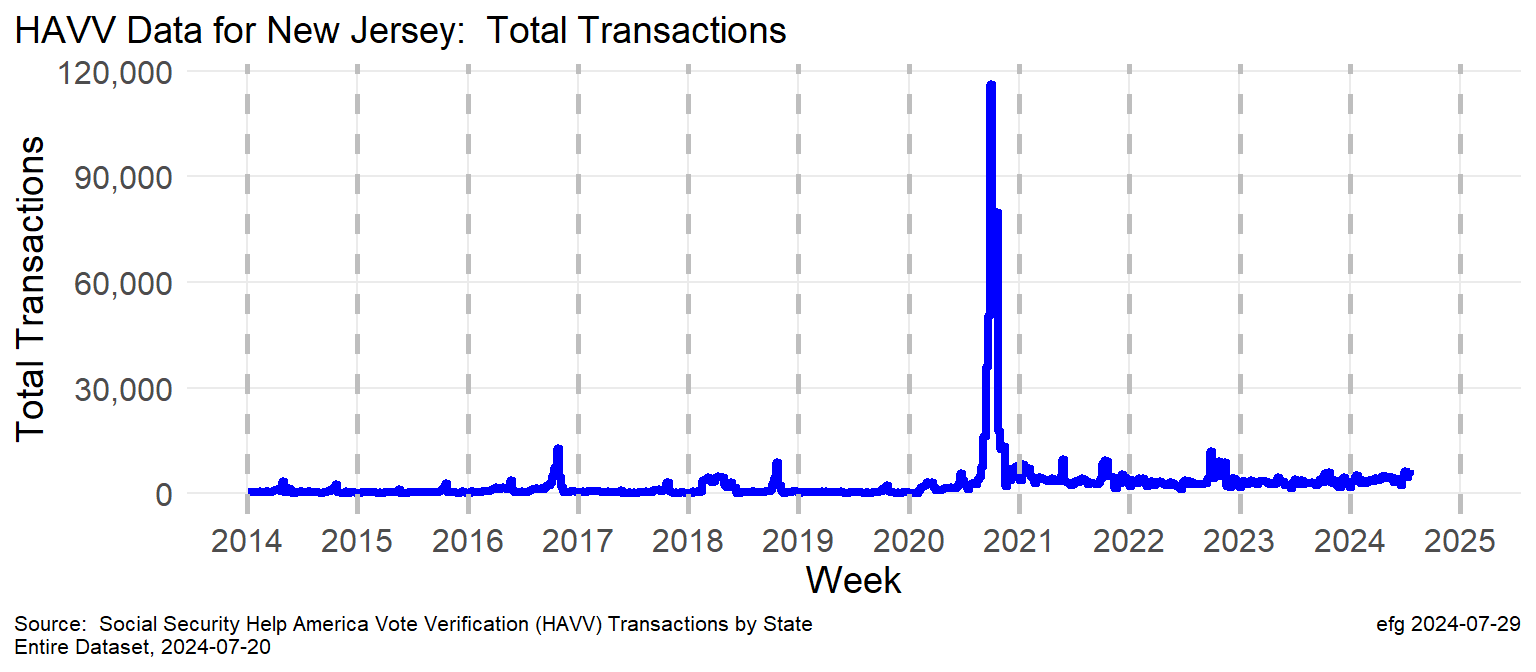 HAVV Data for New Jersey:  Total Transactions
120,000
90,000
60,000
30,000
0
Total Transactions
2014 2015 2016 2017 2018 2019 2020 2021 2022 2023 2024 2025
Week
Source:  Social Security Help America Vote Verification (HAVV) Transactions by State
Entire Dataset, 2024-07-20
efg 2024-07-29